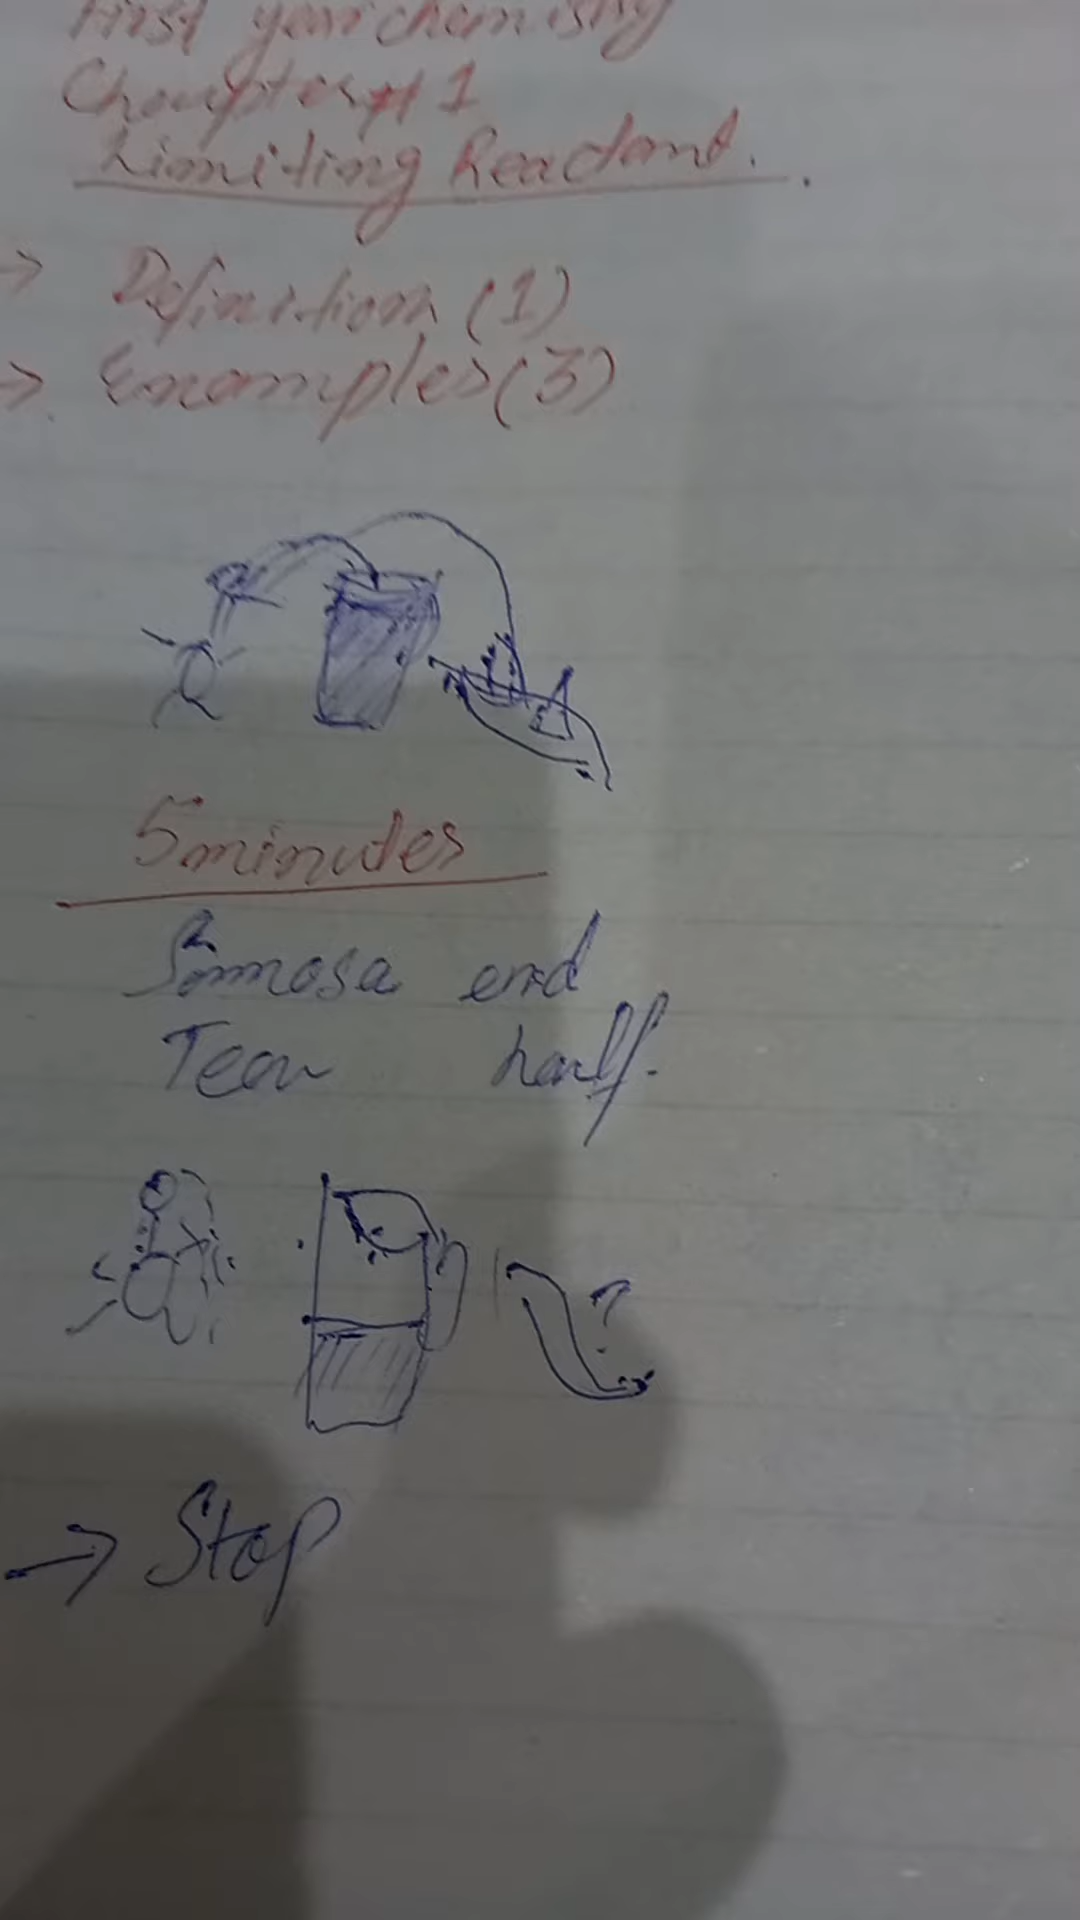 First year chemistry
Chapter # 1
Limiting Reactant.
→ Definition (1)
→ Examples (3)
5 minutes
Samosa end
Tea half.
?
→ Stop